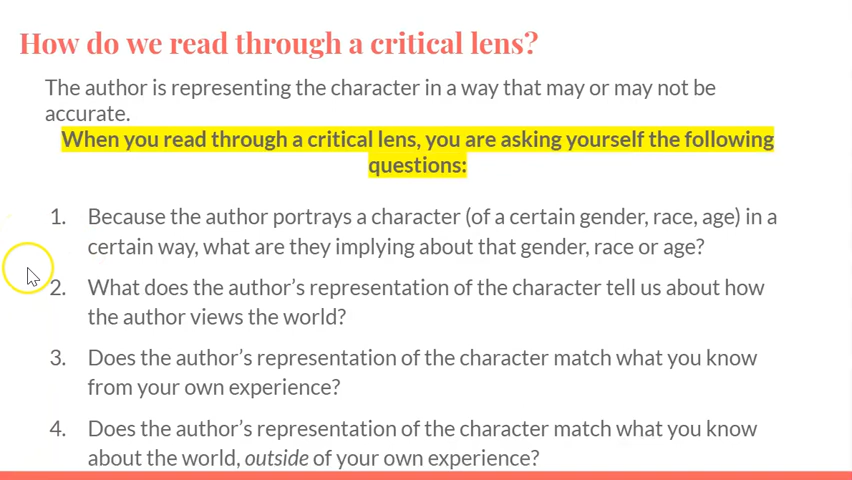 How do we read through a critical lens?
The author is representing the character in a way that may or may not be
accurate.
When you read through a critical lens, you are asking yourself the following
questions:
1. Because the author portrays a character (of a certain gender, race, age) in a
certain way, what are they implying about that gender, race or age?
2. What does the author’s representation of the character tell us about how
the author views the world?
3. Does the author’s representation of the character match what you know
from your own experience?
4. Does the author’s representation of the character match what you know
about the world, outside of your own experience?